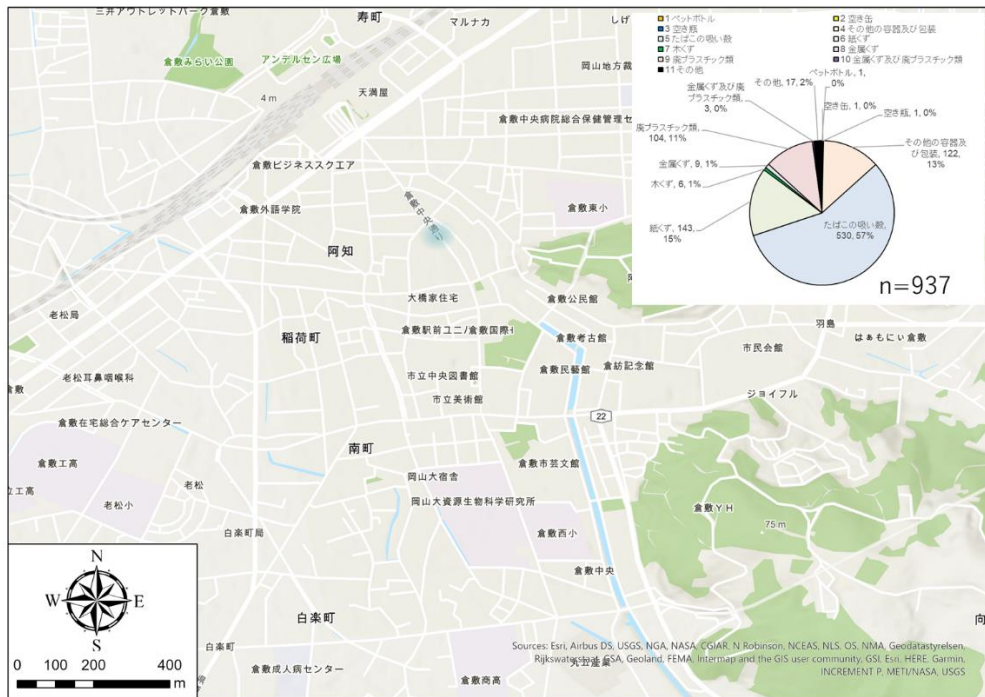 三井アウトレットパーク倉敷
寿町
マルナカ
しげ
倉敷みらい公園
アンデルセン広場
岡山地方裁
4 m
天満屋
倉敷中央病院総合保健管理セ
倉敷ビジネススクエア
倉敷中央通り
倉敷外語学院
倉敷東小
阿知
大橋家住宅
倉敷公民館
老松局
稲荷町
倉敷駅前ユニ/倉敷国際ﾎ
倉敷考古館
羽島
市民会館
はぁもにぃ倉敷
倉敷
老松耳鼻咽喉科
市立中央図書館
倉敷民藝館
倉紡記念館
市立美術館
ジョイフル
22
倉敷在宅総合ケアセンター
南町
倉敷工高
倉敷市芸文館
岡山大宿舎
立工高
老松
老松小
岡山大資源生物科学研究所
倉敷YH
75 m
白楽町局
倉敷西小
倉敷中央
白楽町
向
白楽町
倉敷成人病センター
倉敷商高
1 ペットボトル
2 空き缶
3 空き瓶
4 その他の容器及び包装
5 たばこの吸い殻
6 紙くず
7 木くず
8 金属くず
9 廃プラスチック類
10 金属くず及び廃プラスチック類
11 その他
ペットボトル, 1,
0%
空き缶, 1, 0%
空き瓶, 1, 0%
その他の容器及
び包装, 122,
13%
たばこの吸い殻,
530, 57%
紙くず, 143,
15%
木くず, 6, 1%
金属くず, 9, 1%
廃プラスチック類,
104, 11%
金属くず及び廃
プラスチック類,
3, 0%
その他, 17, 2%
n=937
N
W
E
S
0 100 200 400
m
Sources: Esri, Airbus DS, USGS, NGA, NASA, CGIAR, N Robinson, NCEAS, NLS, OS, NMA, Geodatastyrelsen,
Rijkswaterstaat, GSA, Geoland, FEMA, Intermap and the GIS user community, GSI, Esri, HERE, Garmin,
INCREMENT P, METI/NASA, USGS